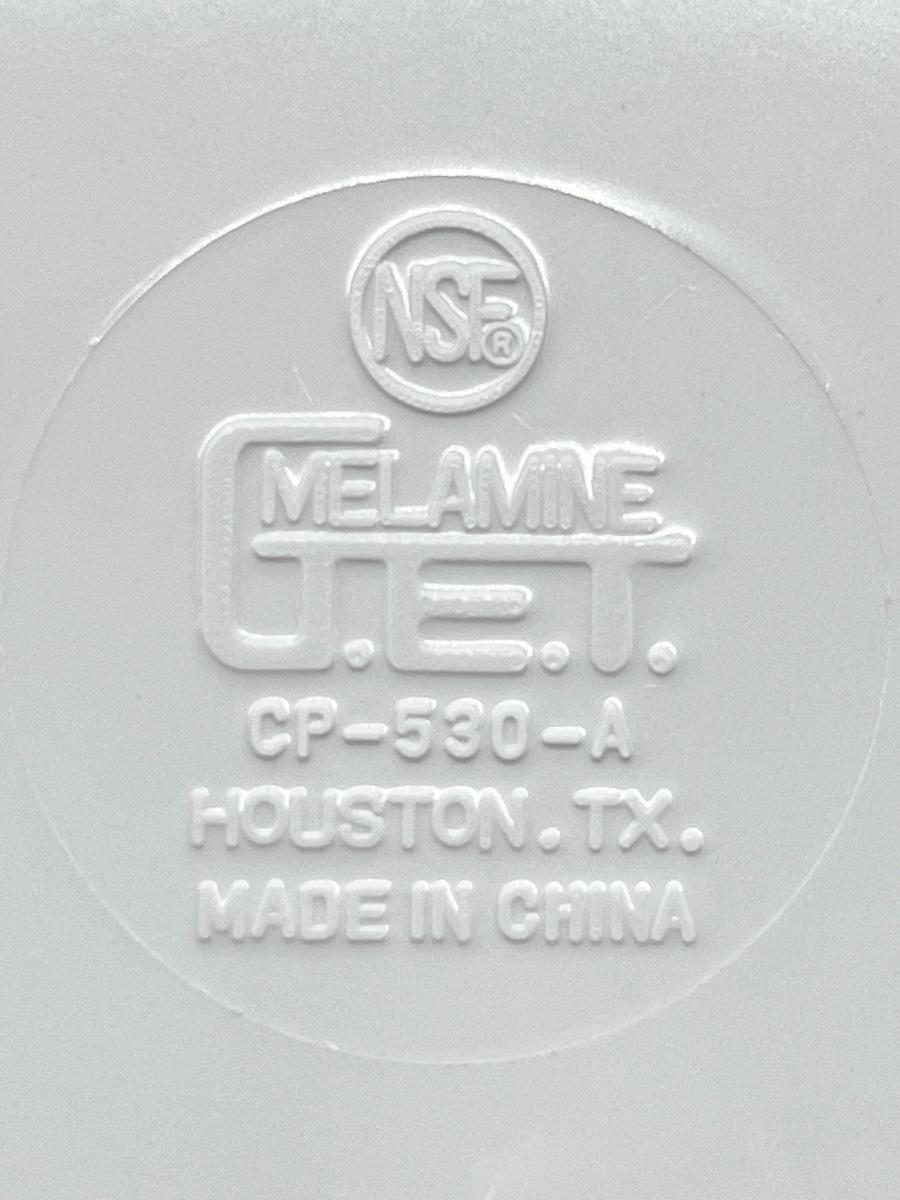 NSF®
MELAMINE
G.E.T.
CP-530-A
HOUSTON.TX.
MADE IN CHINA